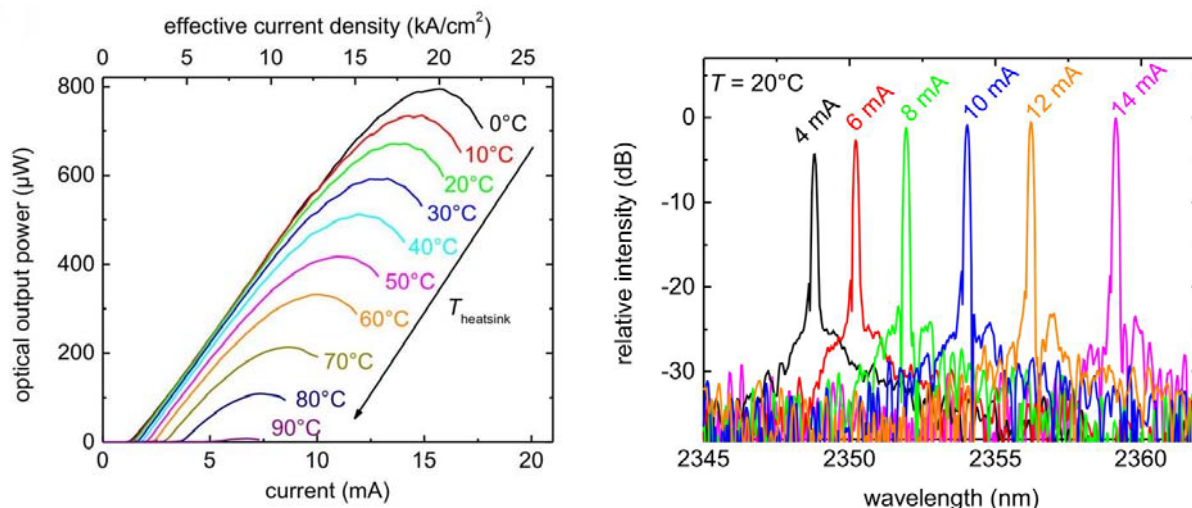 effective current density (kA/cm²)
0 5 10 15 20 25
800
600
400
200
0
optical output power (µW)
0°C
10°C
20°C
30°C
40°C
50°C
60°C
70°C
80°C
90°C
T heatsink
0 5 10 15 20
current (mA)
T = 20°C
4 mA
6 mA
8 mA
10 mA
12 mA
14 mA
0
-10
-20
-30
relative intensity (dB)
2345 2350 2355 2360
wavelength (nm)